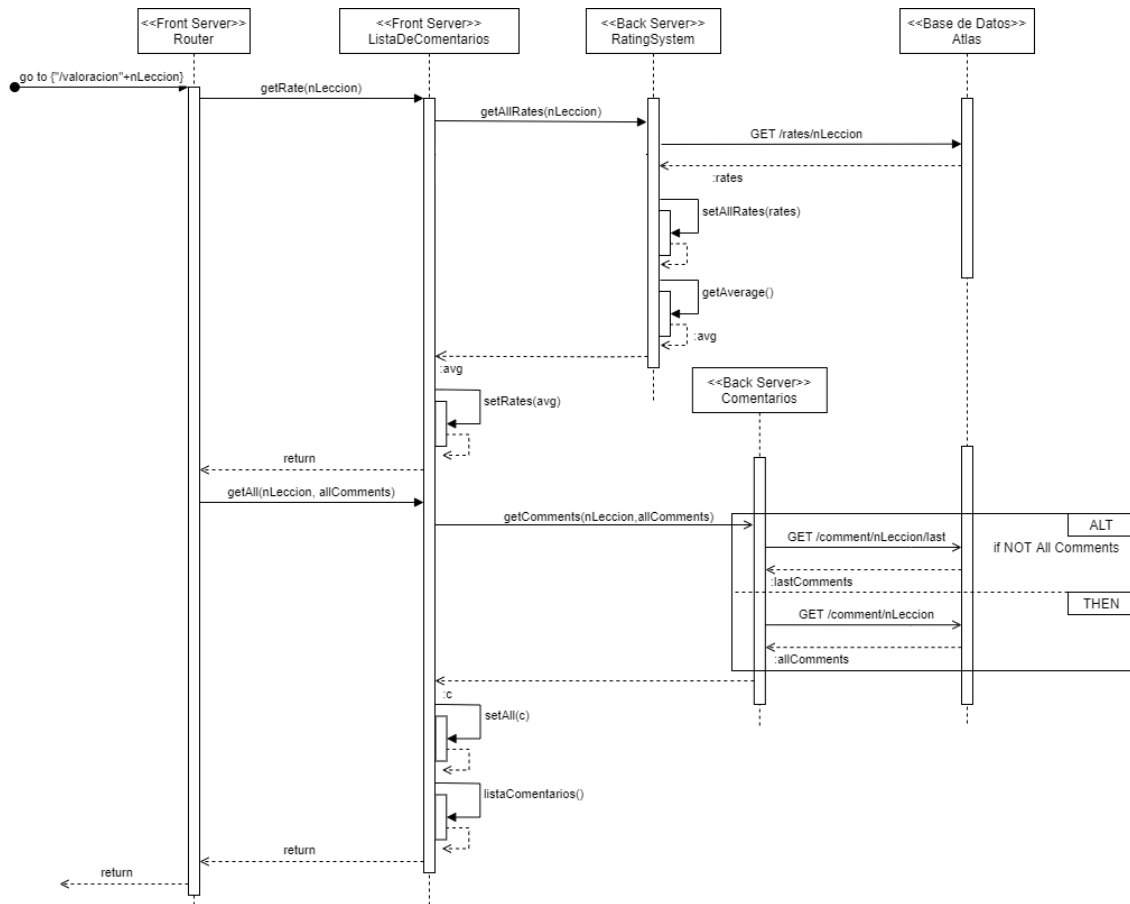 <<Front Server>>
Router
<<Front Server>>
ListaDeComentarios
<<Back Server>>
RatingSystem
<<Base de Datos>>
Atlas
go to {"/valoracion"+nLeccion}
getRate(nLeccion)
getAllRates(nLeccion)
GET /rates/nLeccion
:rates
setAllRates(rates)
getAverage()
:avg
:avg
<<Back Server>>
Comentarios
setRates(avg)
return
getAll(nLeccion, allComments)
getComments(nLeccion,allComments)
ALT
GET /comment/nLeccion/last
if NOT All Comments
:lastComments
THEN
GET /comment/nLeccion
:allComments
:c
setAll(c)
listaComentarios()
return
return